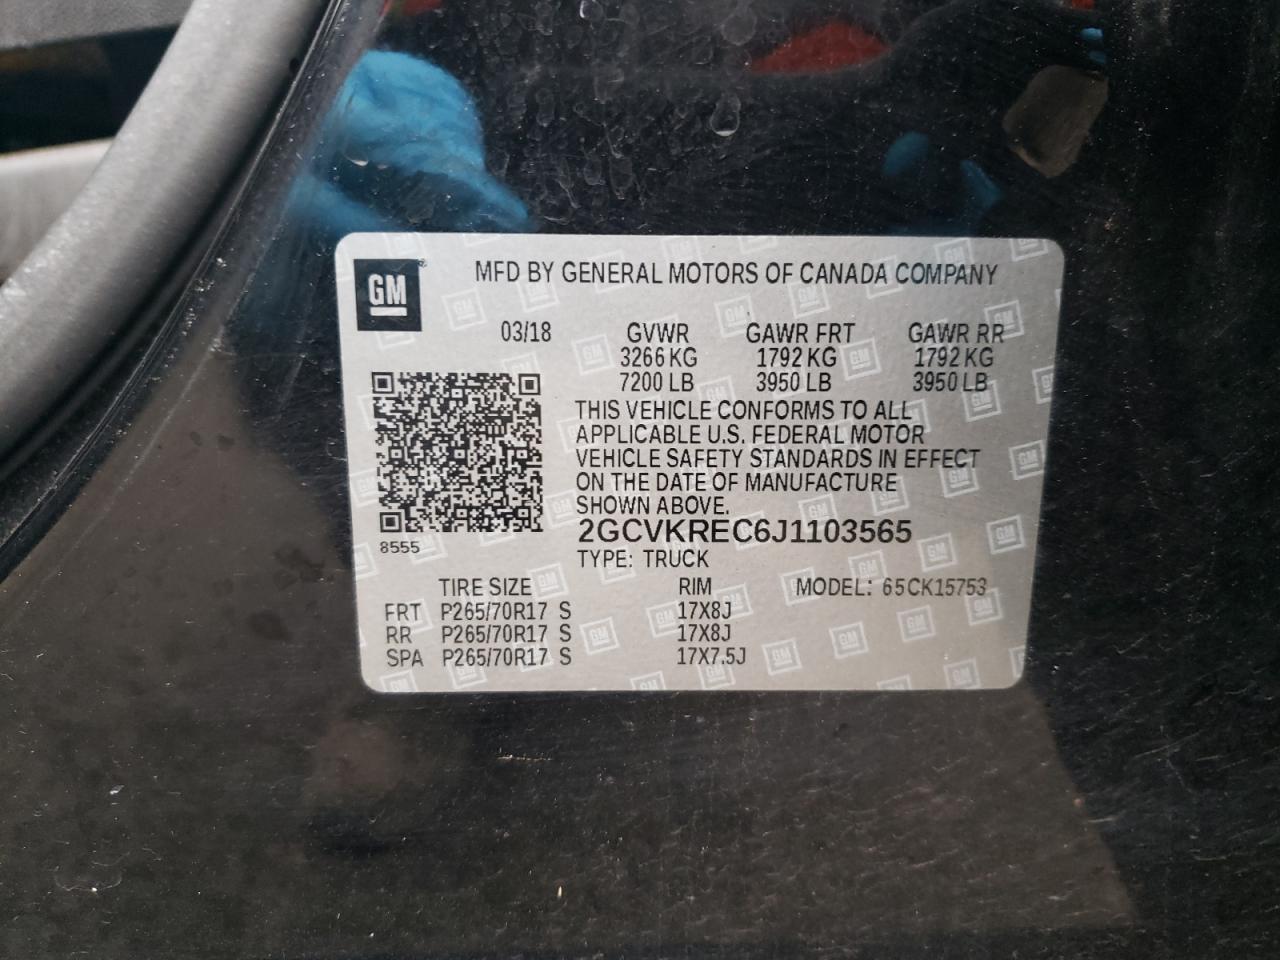 GM
MFD BY GENERAL MOTORS OF CANADA COMPANY
03/18 GVWR GAWR FRT GAWR RR
3266 KG 1792 KG 1792 KG
7200 LB 3950 LB 3950 LB
THIS VEHICLE CONFORMS TO ALL
APPLICABLE U.S. FEDERAL MOTOR
VEHICLE SAFETY STANDARDS IN EFFECT
ON THE DATE OF MANUFACTURE
SHOWN ABOVE.
2GCVKREC6J1103565
8555
TYPE: TRUCK
TIRE SIZE RIM MODEL: 65CK15753
FRT P265/70R17 S 17X8J
RR P265/70R17 S 17X8J
SPA P265/70R17 S 17X7.5J